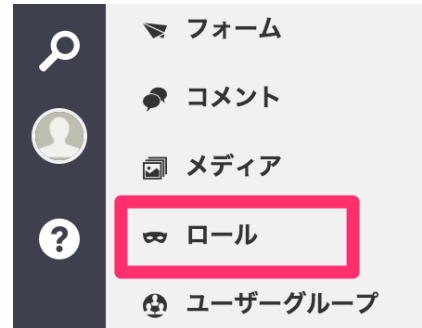 フォーム
コメント
メディア
ロール
ユーザーグループ